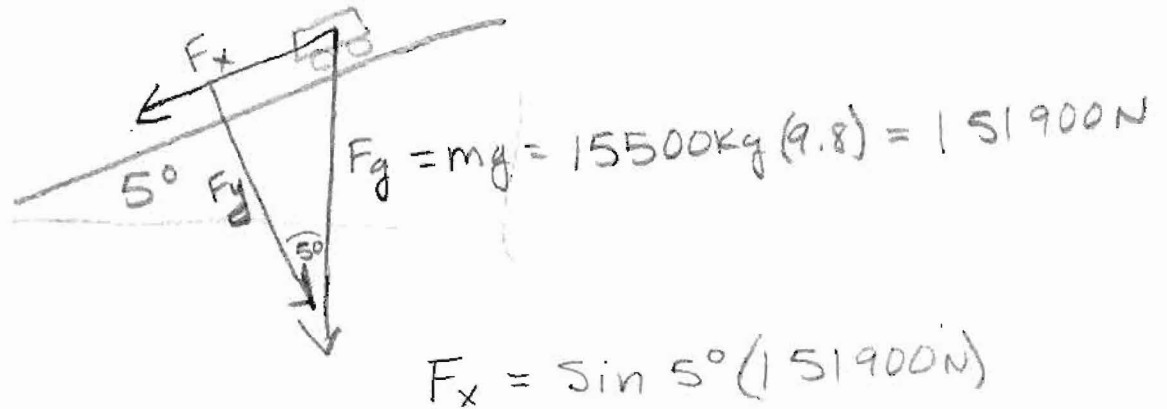 Fx
5°
Fy
5°
Fg = mg = 15500kg (9.8) = 151900N
Fx = Sin 5° (151900N)